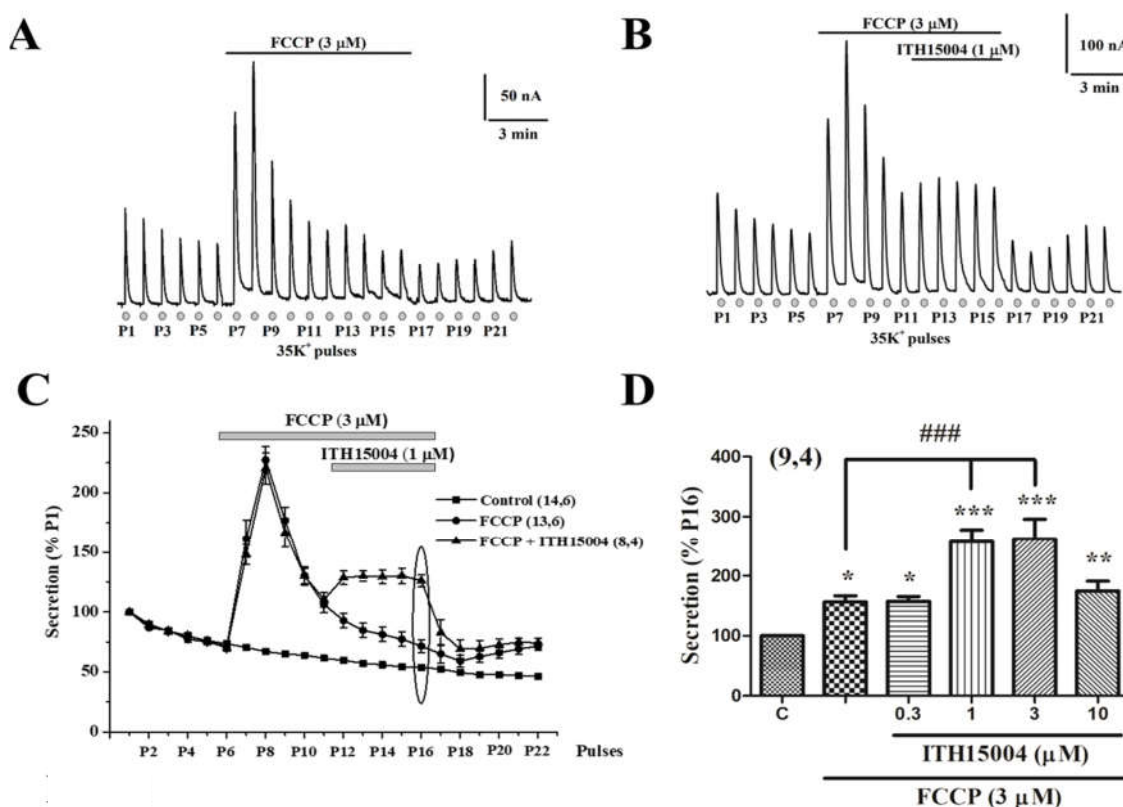 A
FCCP (3 μM)
50 nA
3 min
P1 P3 P5 P7 P9 P11 P13 P15 P17 P19 P21
35K⁺ pulses
B
FCCP (3 μM)
ITH15004 (1 μM)
100 nA
3 min
P1 P3 P5 P7 P9 P11 P13 P15 P17 P19 P21
35K⁺ pulses
C
FCCP (3 μM)
ITH15004 (1 μM)
Control (14,6)
FCCP (13,6)
FCCP + ITH15004 (8,4)
Secretion (% P1)
250
200
150
100
50
0
P2 P4 P6 P8 P10 P12 P14 P16 P18 P20 P22 Pulses
D
(9,4)
###
* * *** *** **
Secretion (% P16)
400
300
200
100
0
C 0.3 1 3 10
ITH15004 (μM)
FCCP (3 μM)